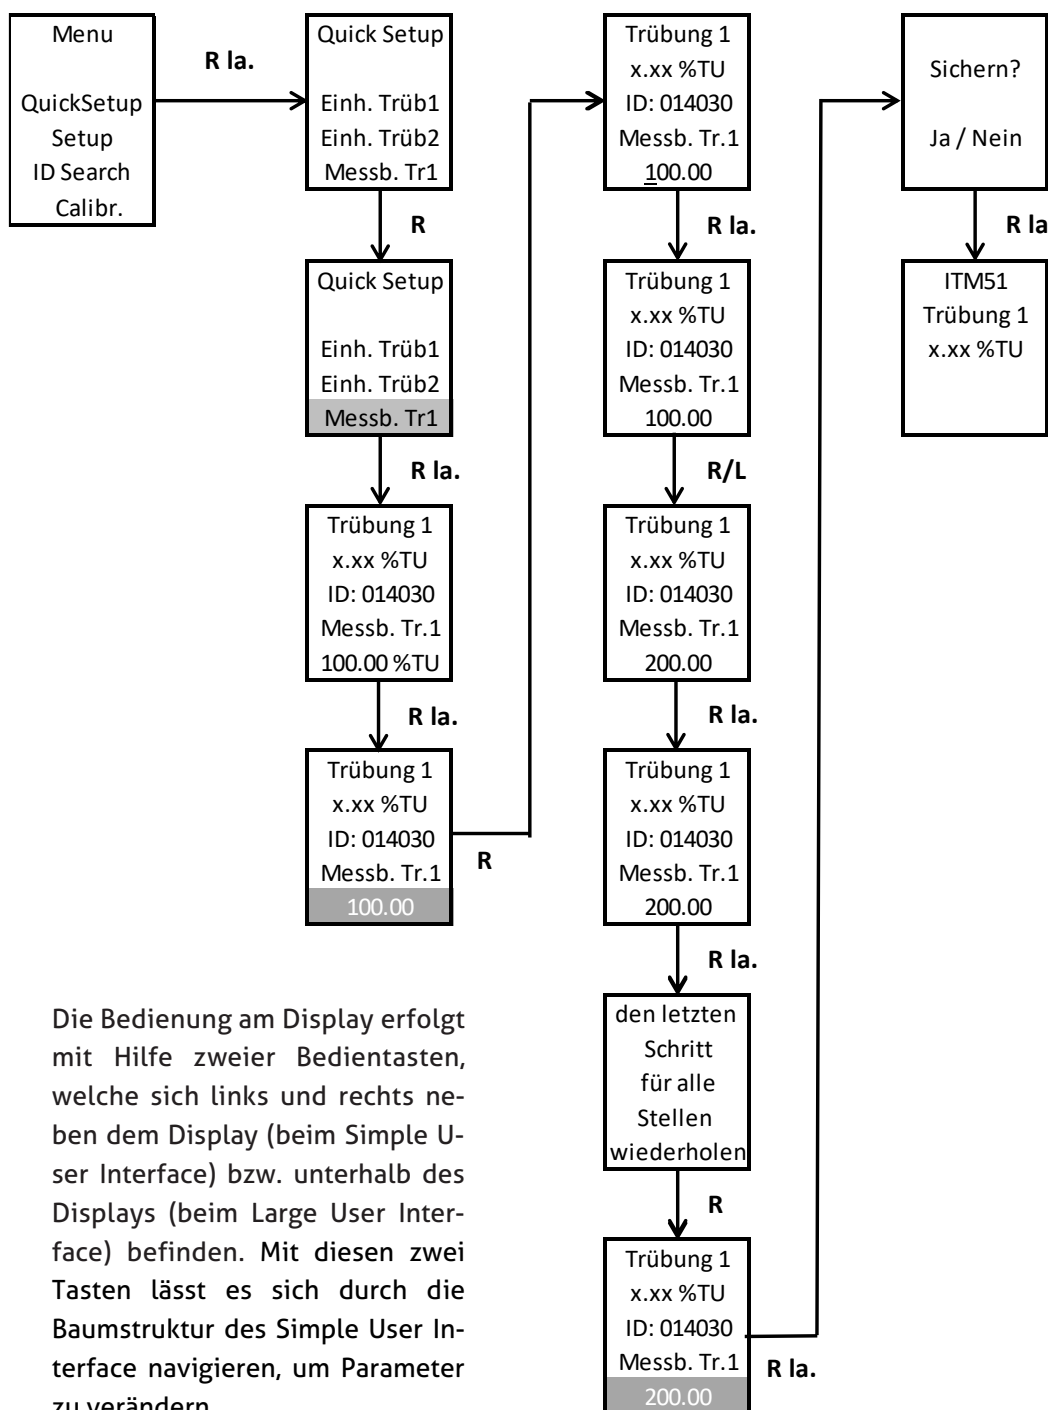 Menu
QuickSetup
Setup
ID Search
Calibr.
R la.
Quick Setup
Einh. Trüb1
Einh. Trüb2
Messb. Tr1
R
Quick Setup
Einh. Trüb1
Einh. Trüb2
Messb. Tr1
R la.
Trübung 1
x.xx %TU
ID: 014030
Messb. Tr.1
100.00 %TU
R la.
Trübung 1
x.xx %TU
ID: 014030
Messb. Tr.1
100.00
R
Trübung 1
x.xx %TU
ID: 014030
Messb. Tr.1
100.00
R la.
Trübung 1
x.xx %TU
ID: 014030
Messb. Tr.1
100.00
R/L
Trübung 1
x.xx %TU
ID: 014030
Messb. Tr.1
200.00
R la.
Trübung 1
x.xx %TU
ID: 014030
Messb. Tr.1
200.00
R la.
den letzten
Schritt
für alle
Stellen
wiederholen
R
Trübung 1
x.xx %TU
ID: 014030
Messb. Tr.1
200.00
R la.
Sichern?
Ja / Nein
R la
ITM51
Trübung 1
x.xx %TU
Die Bedienung am Display erfolgt
mit Hilfe zweier Bedientasten,
welche sich links und rechts ne-
ben dem Display (beim Simple U-
ser Interface) bzw. unterhalb des
Displays (beim Large User Inter-
face) befinden. Mit diesen zwei
Tasten lässt es sich durch die
Baumstruktur des Simple User In-
terface navigieren, um Parameter
zu verändern